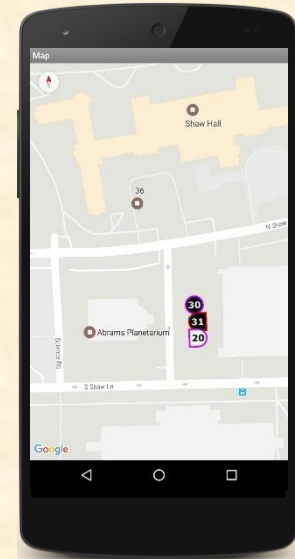 Map
Shaw Hall
36
N Shaw
30
31
Abrams Planetarium
20
Science Rd
S Shaw Ln
Google